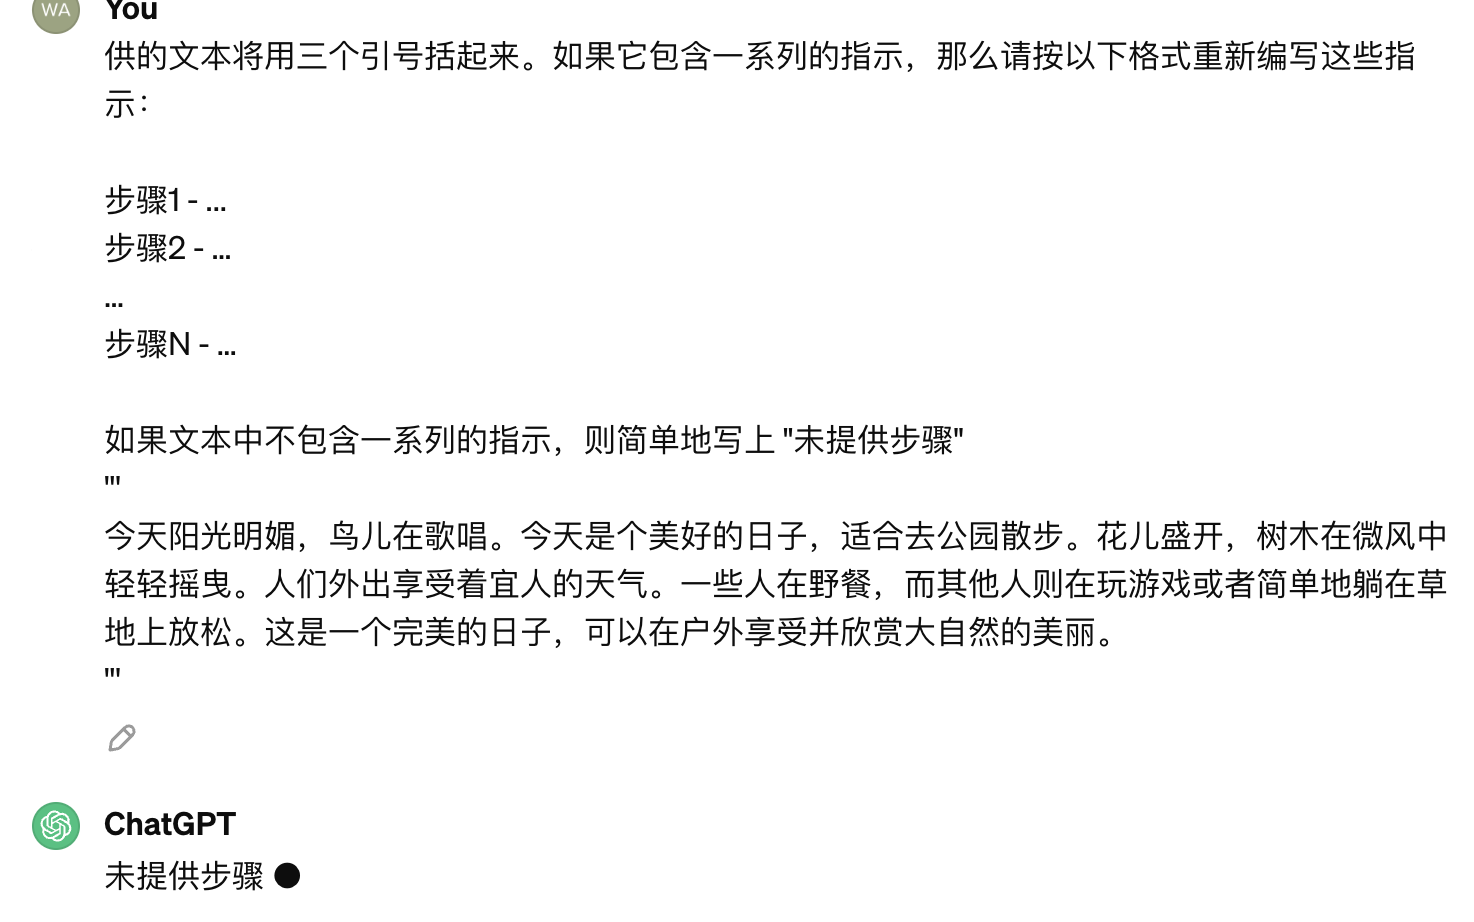 WA
You
供的文本将用三个引号括起来。如果它包含一系列的指示，那么请按以下格式重新编写这些指
示：
步骤1 - ...
步骤2 - ...
...
步骤N - ...
如果文本中不包含一系列的指示，则简单地写上 "未提供步骤"
'''
今天阳光明媚，鸟儿在歌唱。今天是个美好的日子，适合去公园散步。花儿盛开，树木在微风中
轻轻摇曳。人们外出享受着宜人的天气。一些人在野餐，而其他人则在玩游戏或者简单地躺在草
地上放松。这是一个完美的日子，可以在户外享受并欣赏大自然的美丽。
'''
ChatGPT
未提供步骤